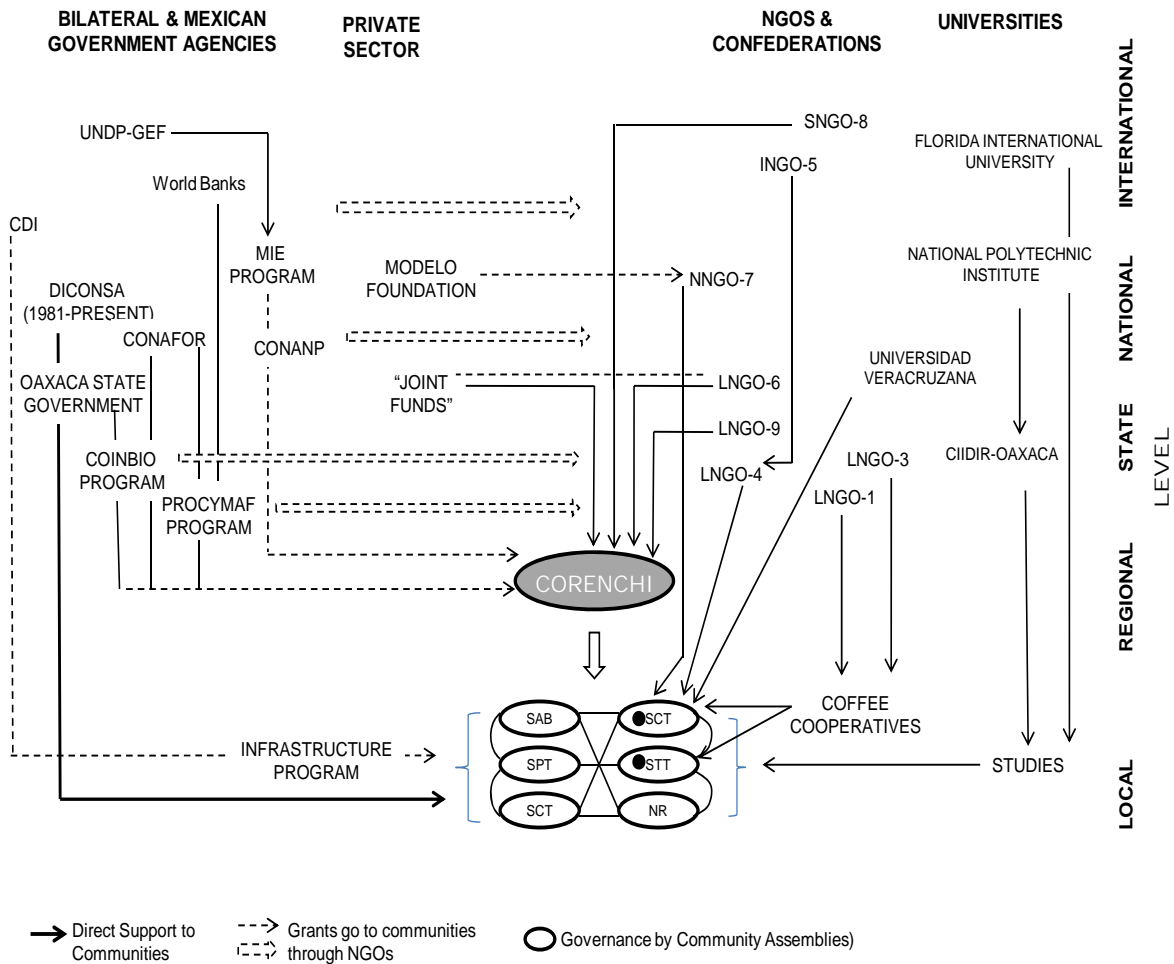 BILATERAL & MEXICAN
GOVERNMENT AGENCIES
PRIVATE
SECTOR
NGOS &
CONFEDERATIONS
UNIVERSITIES
INTERNATIONAL
NATIONAL
STATE
REGIONAL
LOCAL
LEVEL
UNDP-GEF
SNGO-8
FLORIDA INTERNATIONAL
UNIVERSITY
INGO-5
World Banks
CDI
MIE
PROGRAM
MODELO
FOUNDATION
NNGO-7
NATIONAL POLYTECHNIC
INSTITUTE
DICONSA
(1981-PRESENT)
CONAFOR
CONANP
UNIVERSIDAD
VERACRUZANA
OAXACA STATE
GOVERNMENT
“JOINT
FUNDS”
LNGO-6
LNGO-9
COINBIO
PROGRAM
LNGO-4
LNGO-3
CIIDIR-OAXACA
PROCYMAF
PROGRAM
LNGO-1
CORENCHI
COFFEE
COOPERATIVES
SAB
SCT
INFRASTRUCTURE
PROGRAM
SPT
STT
STUDIES
SCT
NR
Direct Support to
Communities
Grants go to communities
through NGOs
Governance by Community Assemblies)